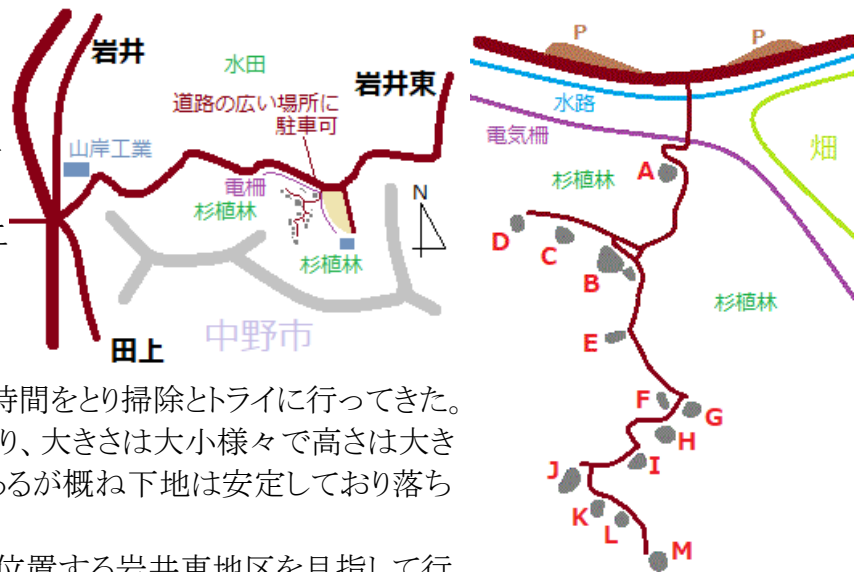 岩井
水田
岩井東
道路の広い場所に
駐車可
山岸工業
電柵
杉植林
N
杉植林
中野市
田上
P
P
水路
電気柵
畑
杉植林
A
D
C
B
杉植林
E
F
G
H
I
J
K
L
M
時間をとり掃除とトライに行ってきた。
り、大きさは大小様々で高さは大き
あるが概ね下地は安定しており落ち
位置する岩井東地区を目指して行